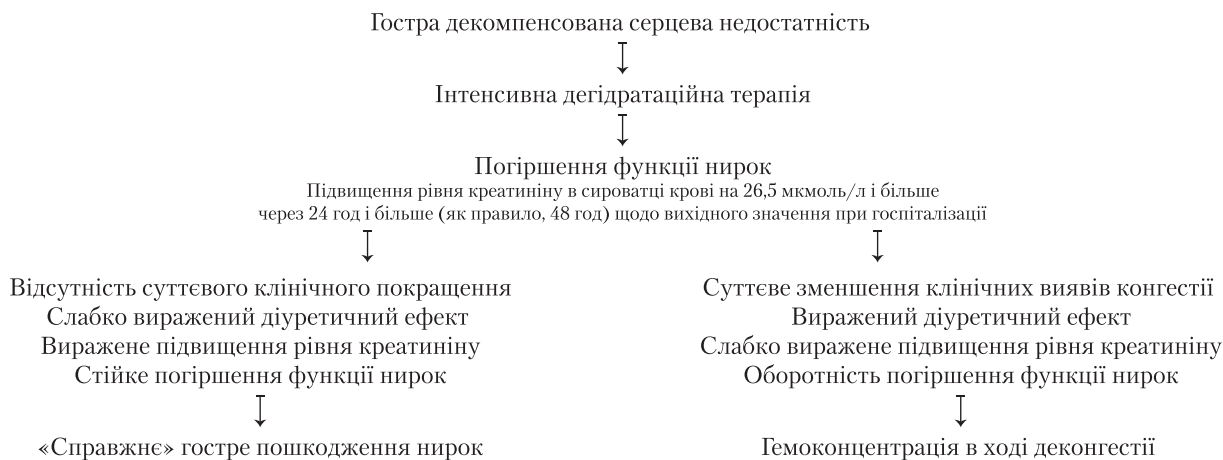 Гостра декомпенсована серцева недостатність
Інтенсивна дегідратаційна терапія
Погіршення функції нирок
Підвищення рівня креатиніну в сироватці крові на 26,5 мкмоль/л і більше
через 24 год і більше (як правило, 48 год) щодо вихідного значення при госпіталізації
Відсутність суттєвого клінічного покращення
Слабко виражений діуретичний ефект
Виражене підвищення рівня креатиніну
Стійке погіршення функції нирок
«Справжнє» гостре пошкодження нирок
Суттєве зменшення клінічних виявів конгестії
Виражений діуретичний ефект
Слабко виражене підвищення рівня креатиніну
Оборотність погіршення функції нирок
Гемоконцентрація в ході деконгестії